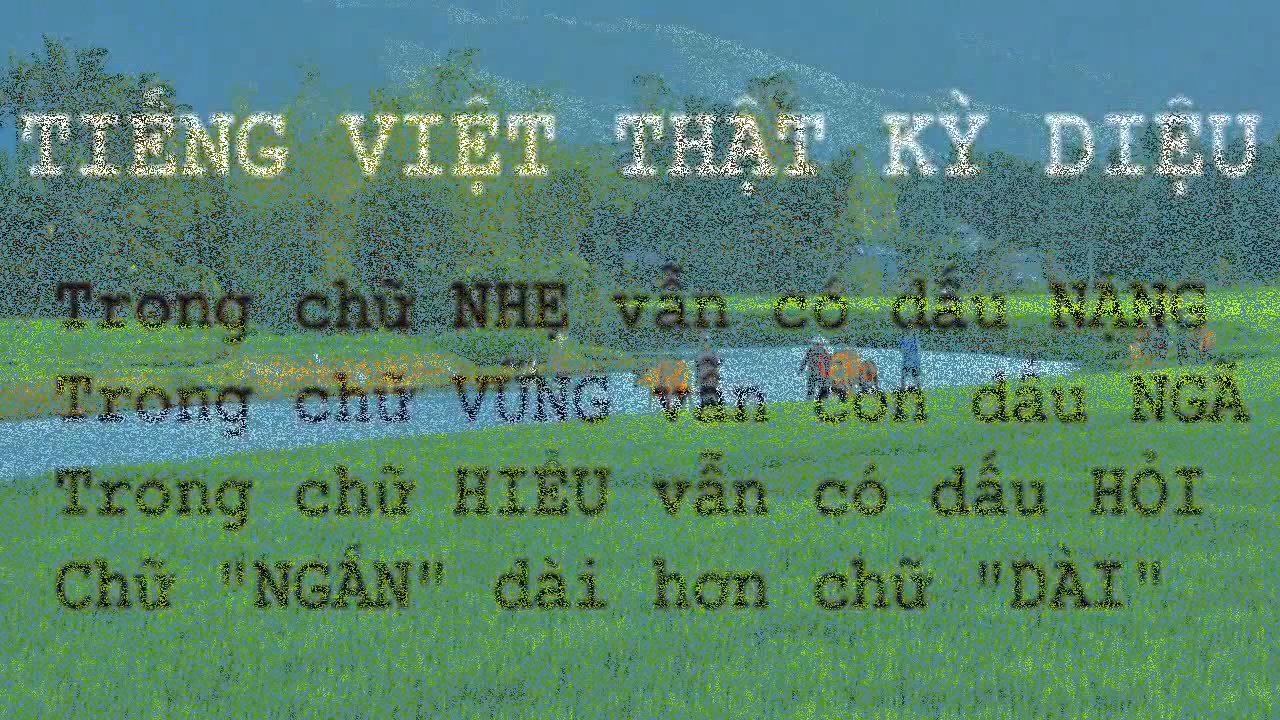 TIẾNG VIỆT THẬT KỲ DIỆU
Trong chữ NHẸ vẫn có dấu NẶNG
Trong chữ VỮNG vẫn còn dấu NGÃ
Trong chữ HIỂU vẫn có dấu HỎI
Chữ "NGẮN" dài hơn chữ "DÀI"